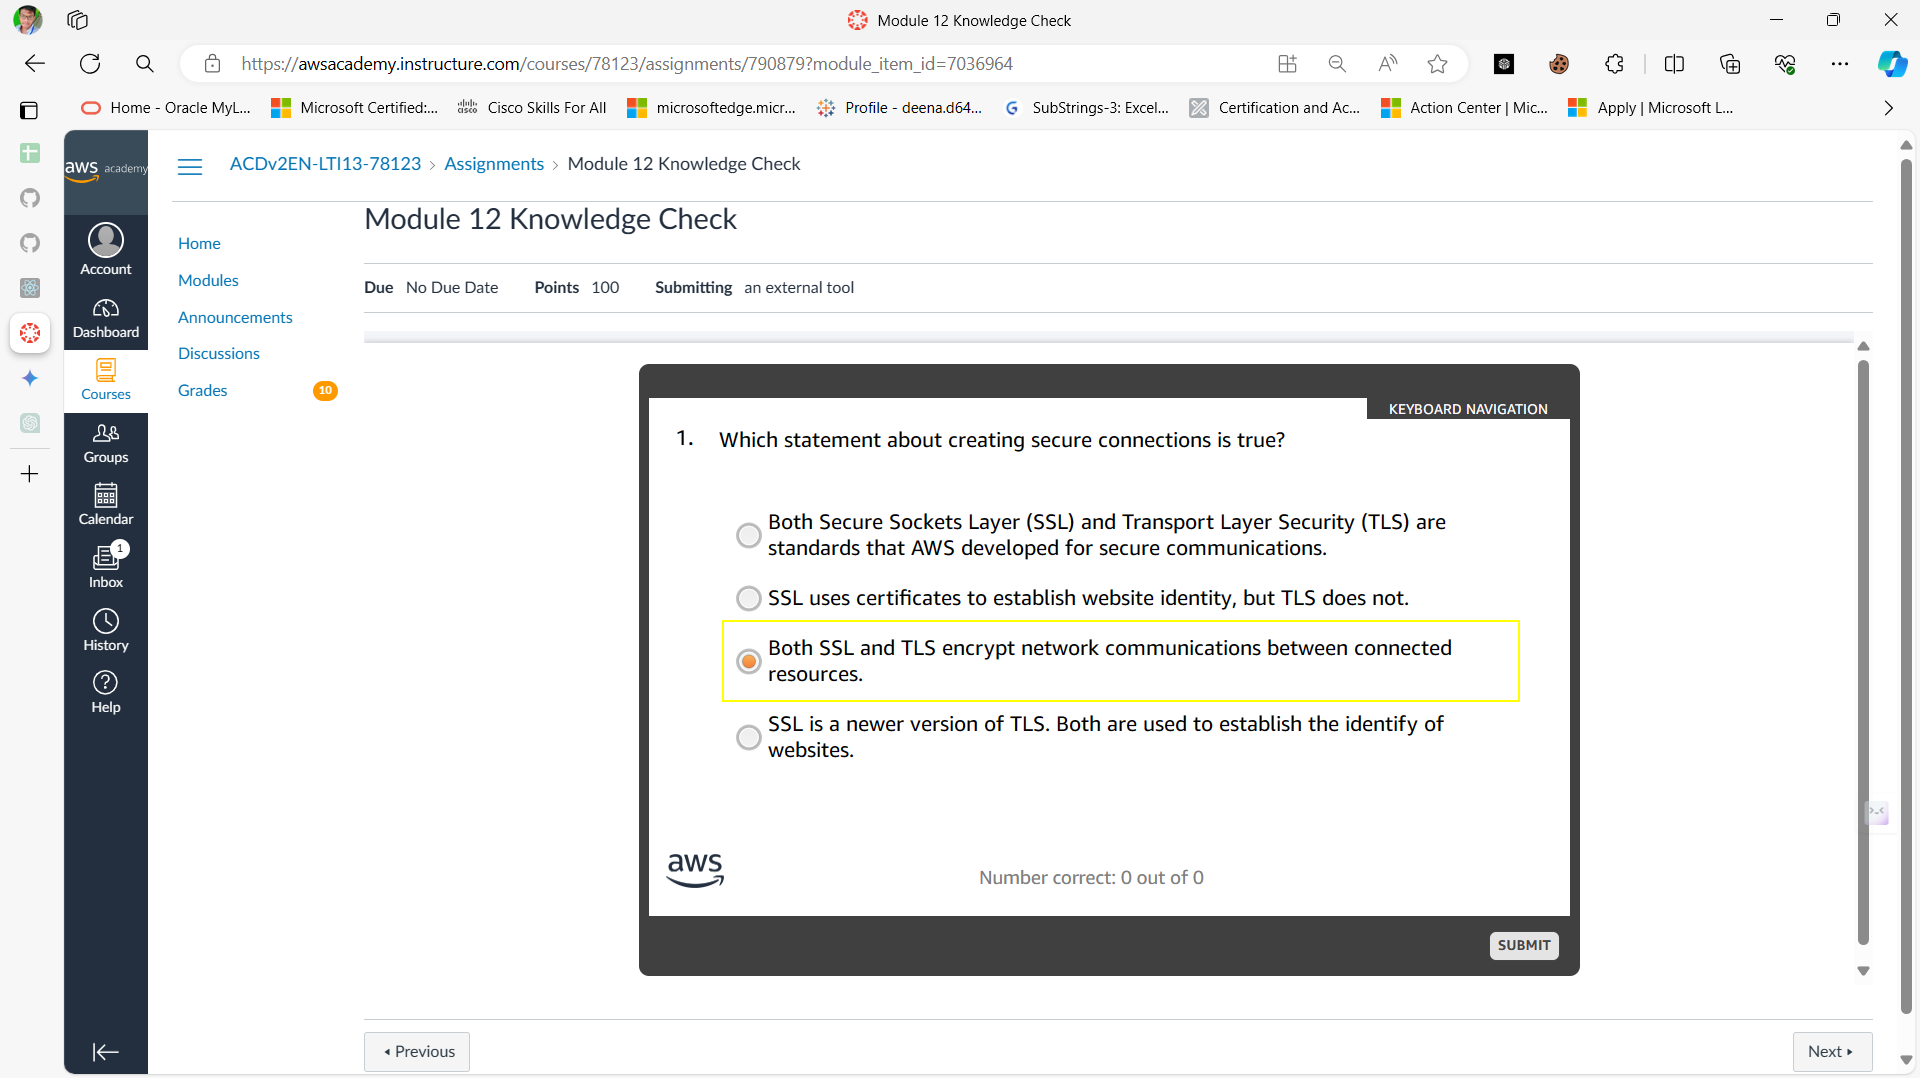 Module 12 Knowledge Check
https://awsacademy.instructure.com/courses/78123/assignments/790879?module_item_id=7036964
Home - Oracle MyL...
Microsoft Certified:...
Cisco Skills For All
microsoftedge.micr...
Profile - deena.d64...
SubStrings-3: Excel...
Certification and Ac...
Action Center | Mic...
Apply | Microsoft L...
aws academy
ACDv2EN-LTI13-78123 › Assignments › Module 12 Knowledge Check
Account
Dashboard
Courses
Groups
Calendar
1
Inbox
History
Help
Home
Modules
Announcements
Discussions
Grades 10
Module 12 Knowledge Check
Due No Due Date Points 100 Submitting an external tool
KEYBOARD NAVIGATION
1. Which statement about creating secure connections is true?
Both Secure Sockets Layer (SSL) and Transport Layer Security (TLS) are
standards that AWS developed for secure communications.
SSL uses certificates to establish website identity, but TLS does not.
Both SSL and TLS encrypt network communications between connected
resources.
SSL is a newer version of TLS. Both are used to establish the identify of
websites.
aws
Number correct: 0 out of 0
SUBMIT
Previous
Next